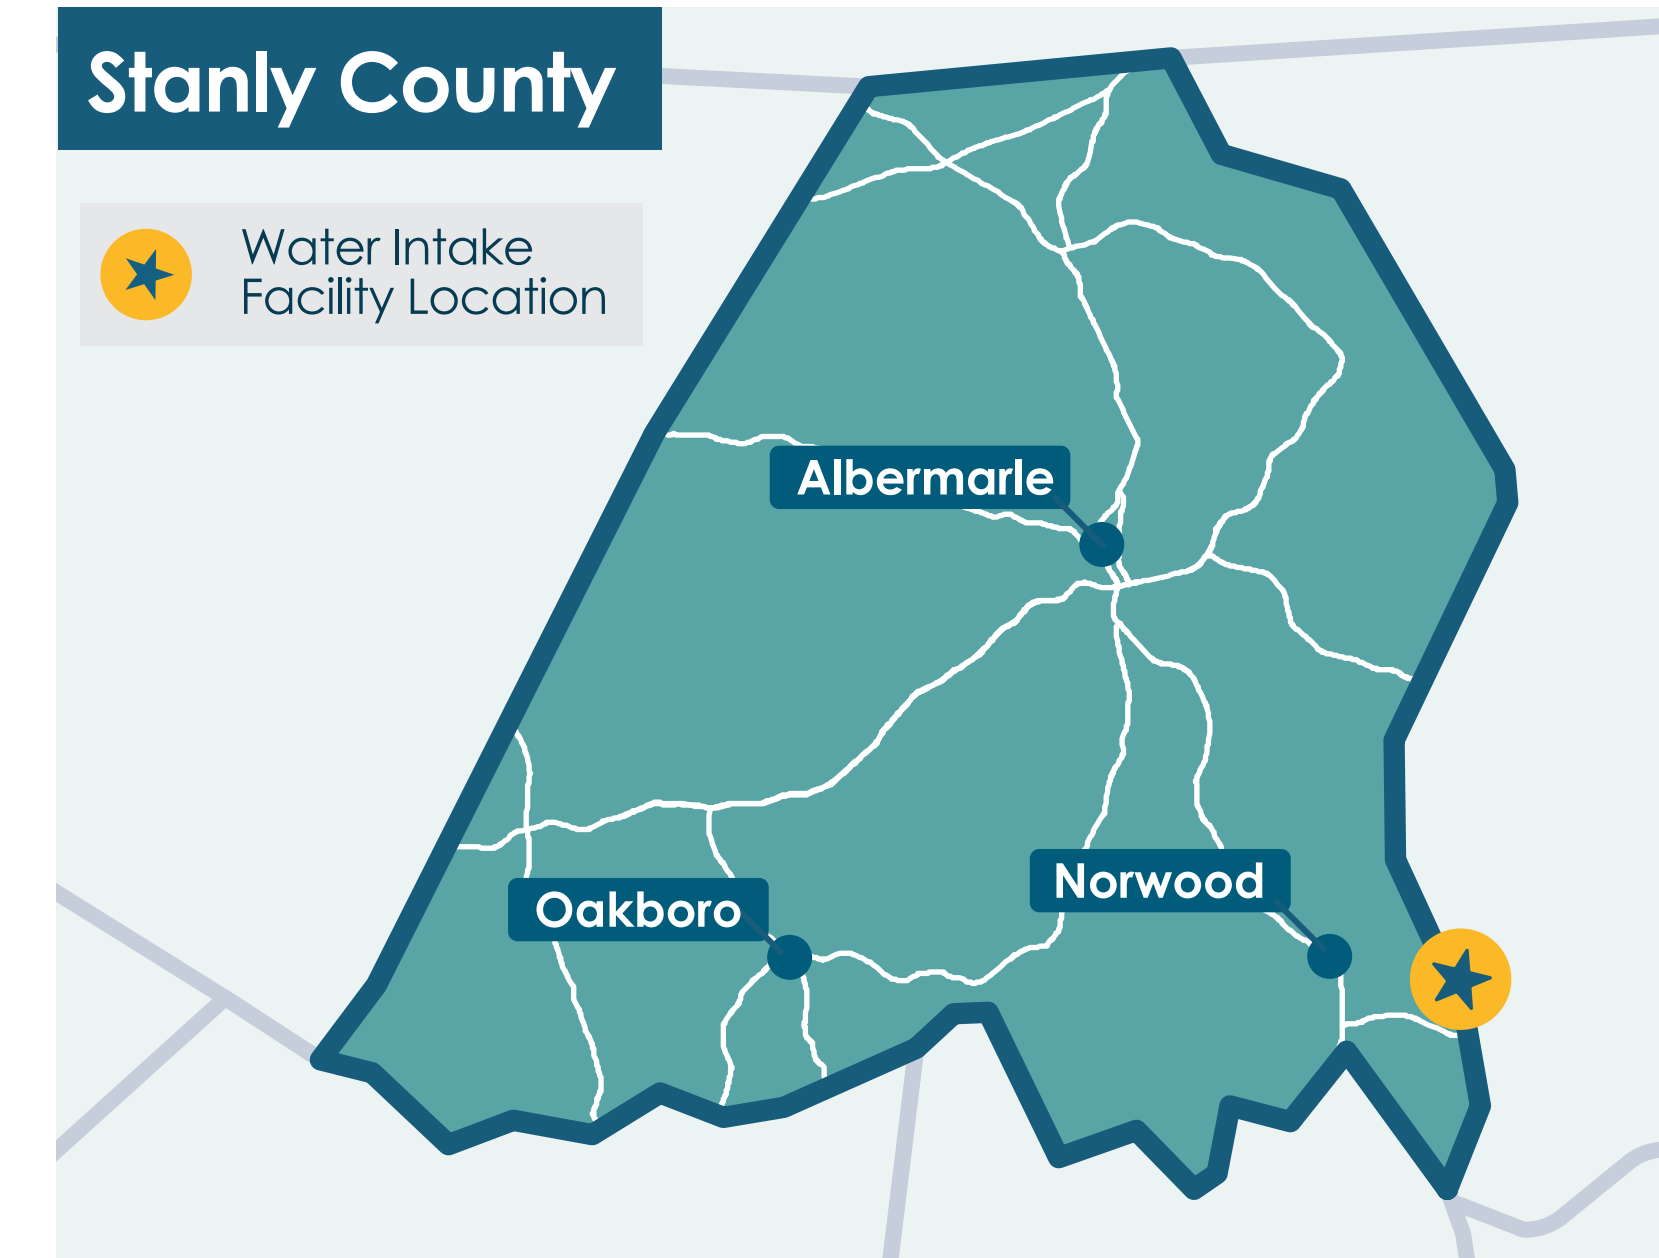 Stanly County
Water Intake
Facility Location
Albermarle
Oakboro
Norwood